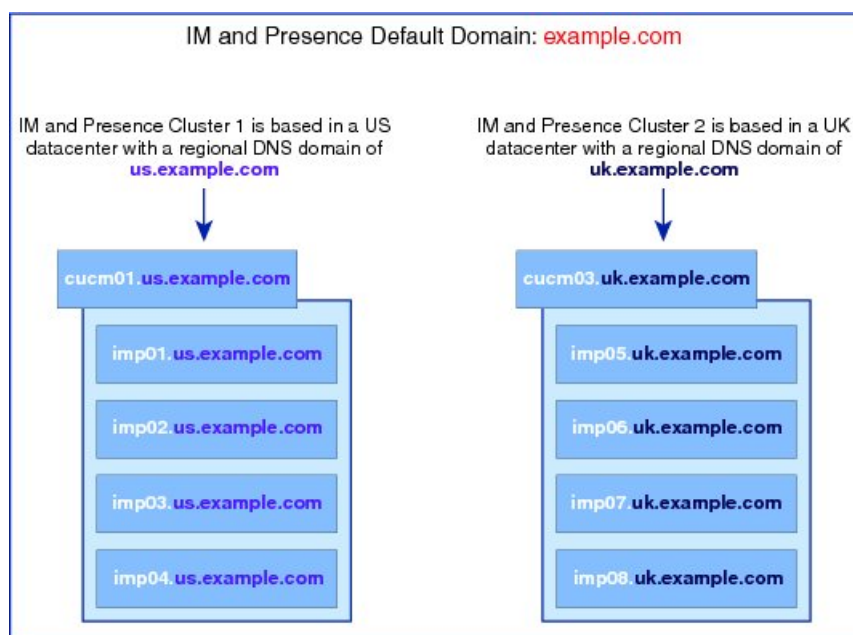 IM and Presence Default Domain: example.com
IM and Presence Cluster 1 is based in a US
datacenter with a regional DNS domain of
us.example.com
cucm01.us.example.com
imp01.us.example.com
imp02.us.example.com
imp03.us.example.com
imp04.us.example.com
IM and Presence Cluster 2 is based in a UK
datacenter with a regional DNS domain of
uk.example.com
cucm03.uk.example.com
imp05.uk.example.com
imp06.uk.example.com
imp07.uk.example.com
imp08.uk.example.com